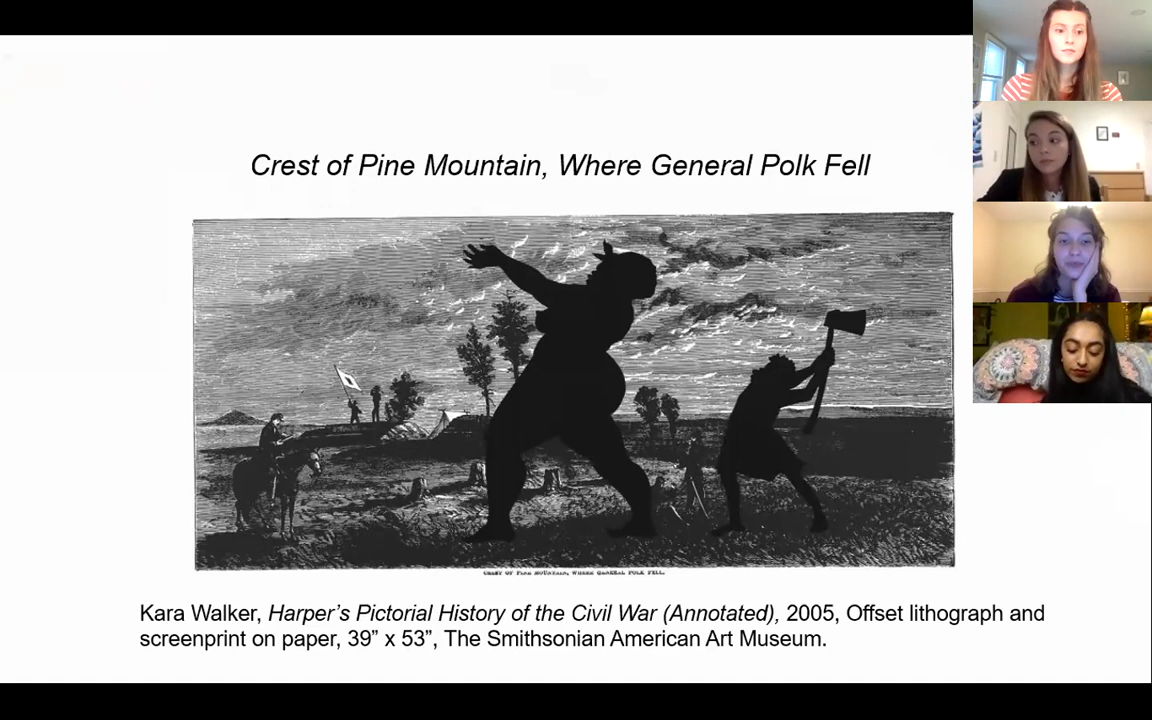 Crest of Pine Mountain, Where General Polk Fell
CREST OF PINE MOUNTAIN, WHERE GENERAL POLK FELL.
Kara Walker, Harper’s Pictorial History of the Civil War (Annotated), 2005, Offset lithograph and
screenprint on paper, 39” x 53”, The Smithsonian American Art Museum.